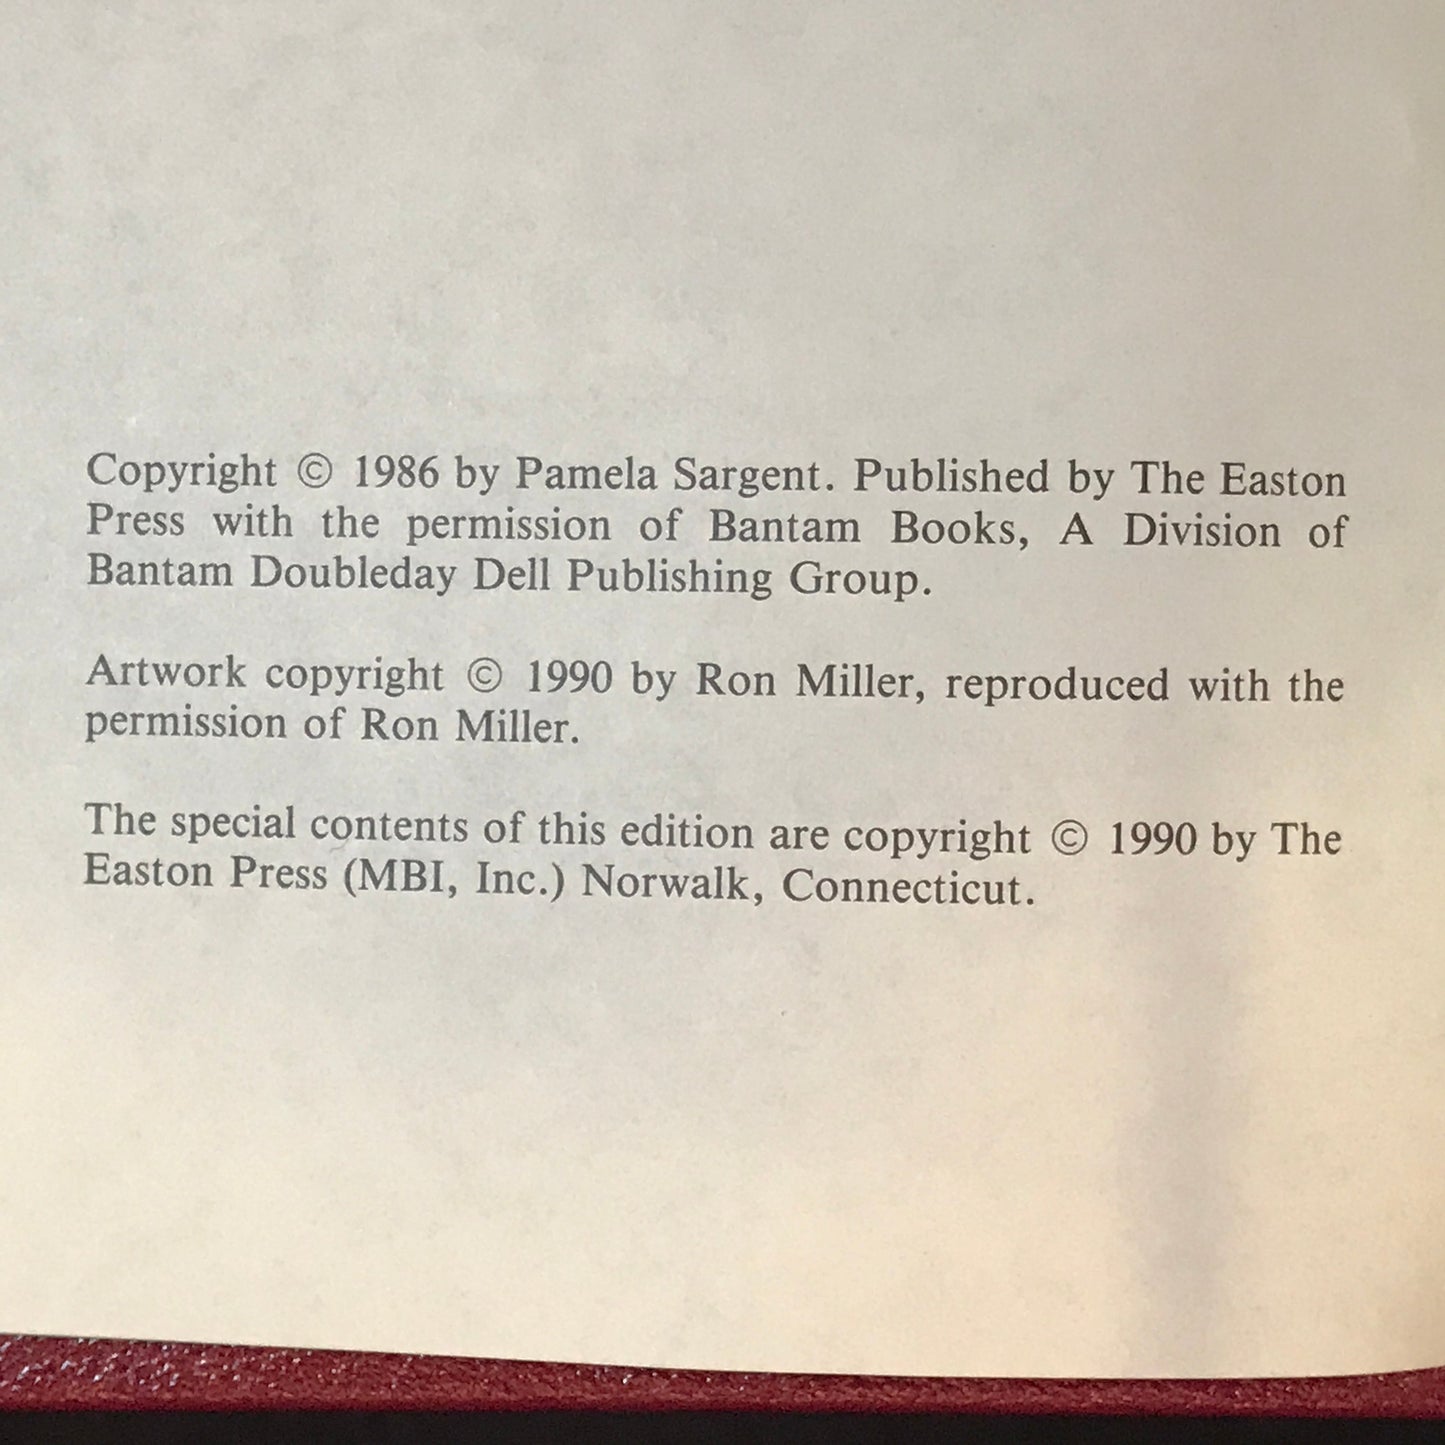 Copyright © 1986 by Pamela Sargent. Published by The Easton
Press with the permission of Bantam Books, A Division of
Bantam Doubleday Dell Publishing Group.
Artwork copyright © 1990 by Ron Miller, reproduced with the
permission of Ron Miller.
The special contents of this edition are copyright © 1990 by The
Easton Press (MBI, Inc.) Norwalk, Connecticut.